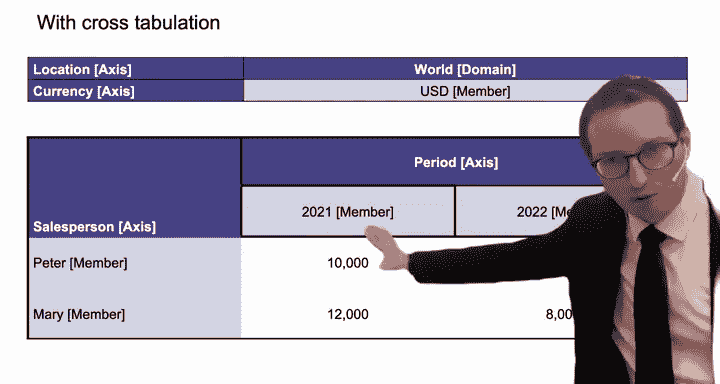 With cross tabulation
Location [Axis] World [Domain]
Currency [Axis] USD [Member]
Period [Axis]
Salesperson [Axis] 2021 [Member] 2022
Peter [Member] 10,000
Mary [Member] 12,000